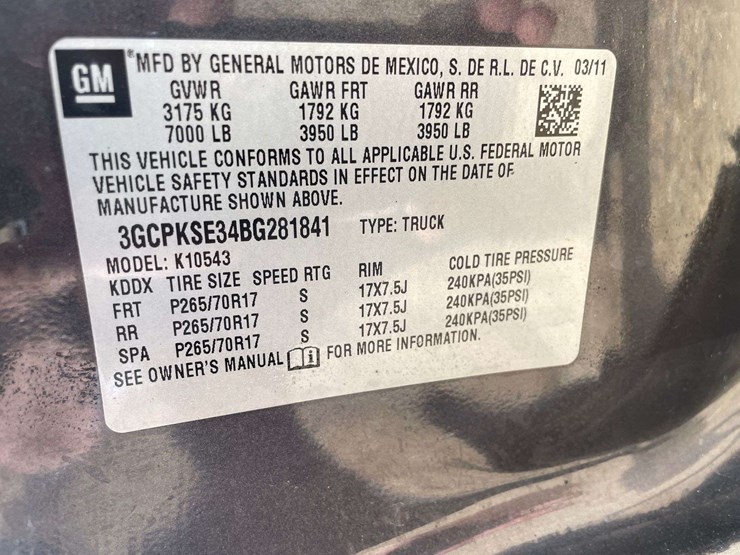 GM
®MFD BY GENERAL MOTORS DE MEXICO, S. DE R.L. DE C.V. 03/11
GVWR GAWR FRT GAWR RR
3175 KG 1792 KG 1792 KG
7000 LB 3950 LB 3950 LB
THIS VEHICLE CONFORMS TO ALL APPLICABLE U.S. FEDERAL MOTOR
VEHICLE SAFETY STANDARDS IN EFFECT ON THE DATE OF
MANUFACTURE SHOWN ABOVE.
3GCPKSE34BG281841 TYPE: TRUCK
MODEL: K10543
KDDX TIRE SIZE SPEED RTG RIM COLD TIRE PRESSURE
FRT P265/70R17 S 17X7.5J 240KPA(35PSI)
RR P265/70R17 S 17X7.5J 240KPA(35PSI)
SPA P265/70R17 S 17X7.5J 240KPA(35PSI)
SEE OWNER'S MANUAL i FOR MORE INFORMATION.